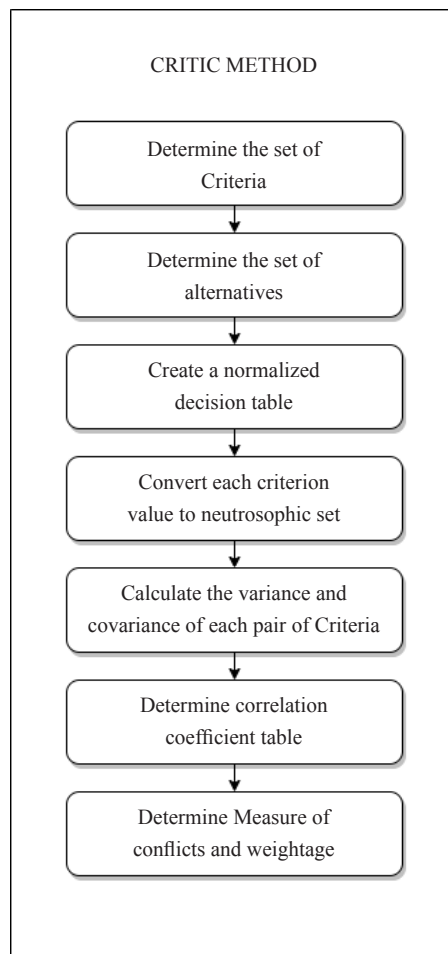 CRITIC METHOD
Determine the set of
Criteria
Determine the set of
alternatives
Create a normalized
decision table
Convert each criterion
value to neutrosophic set
Calculate the variance and
covariance of each pair of Criteria
Determine correlation
coefficient table
Determine Measure of
conflicts and weightage